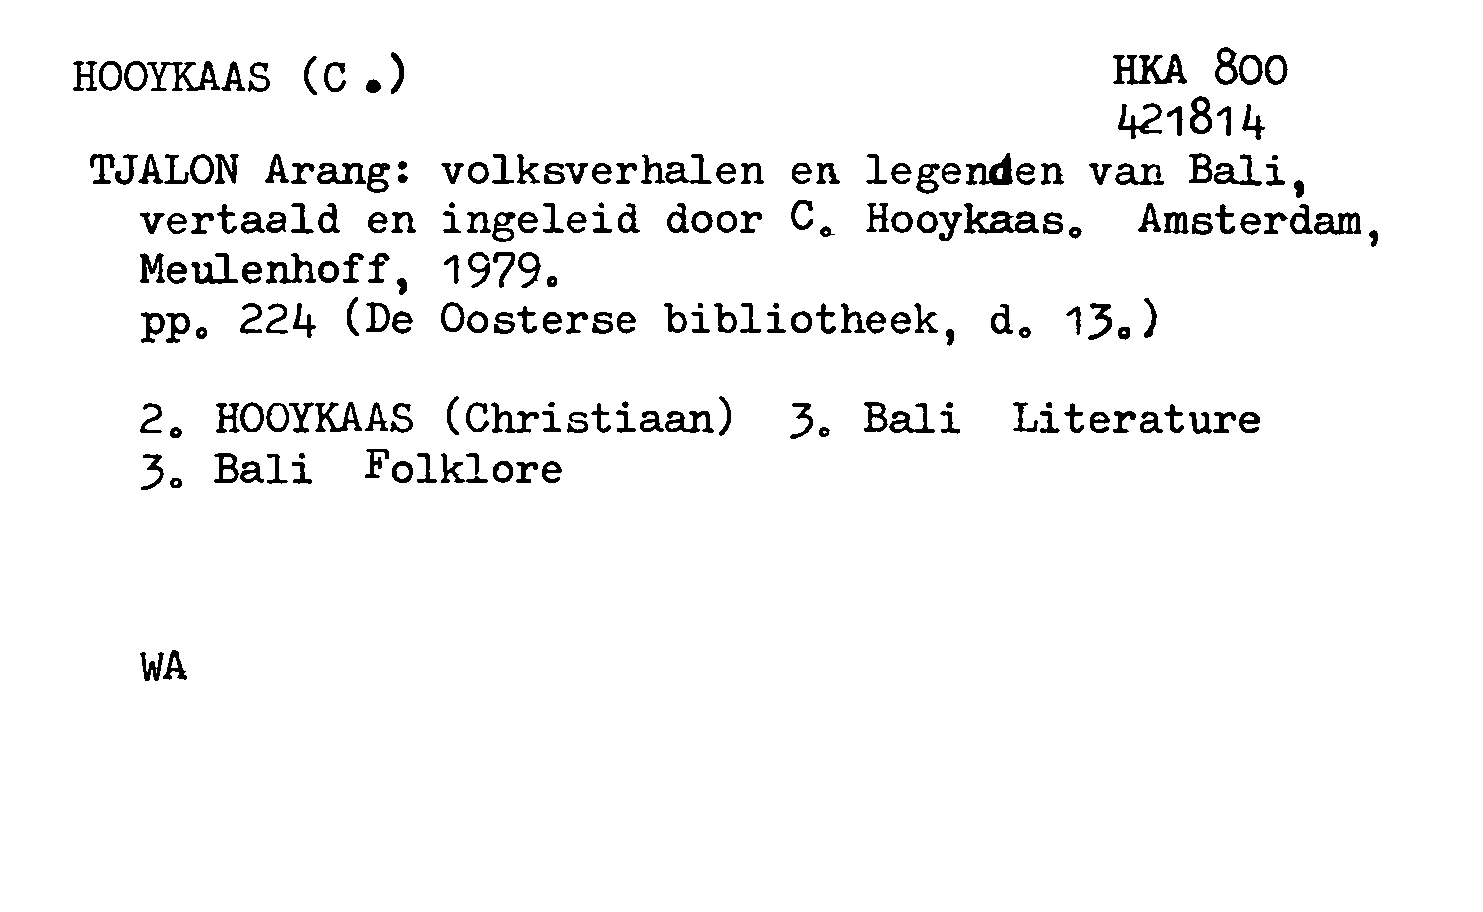 HOOYKAAS (C.)
HKA 800
421814
TJALON Arang: volksverhalen en legenden van Bali,
vertaald en ingeleid door C. Hooykaas. Amsterdam,
Meulenhoff, 1979.
pp. 224 (De Oosterse bibliotheek, d. 13.)
2. HOOYKAAS (Christiaan) 3. Bali Literature
3. Bali Folklore
WA